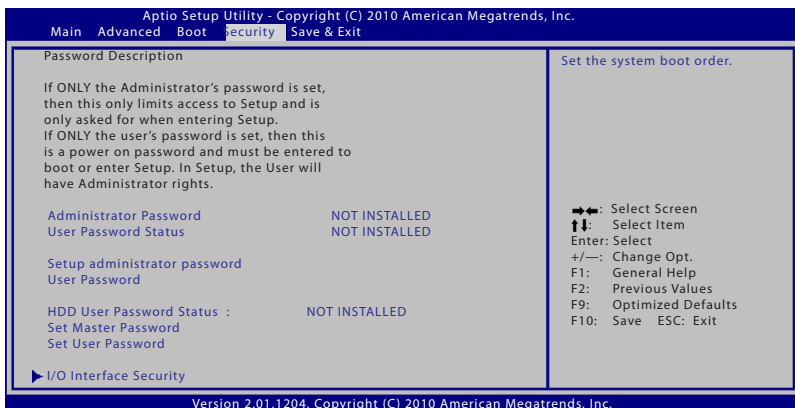 Aptio Setup Utility - Copyright (C) 2010 American Megatrends, Inc.
Main Advanced Boot Security Save & Exit
Password Description
If ONLY the Administrator's password is set,
then this only limits access to Setup and is
only asked for when entering Setup.
If ONLY the user's password is set, then this
is a power on password and must be entered to
boot or enter Setup. In Setup, the User will
have Administrator rights.
Administrator Password NOT INSTALLED
User Password Status NOT INSTALLED
Setup administrator password
User Password
HDD User Password Status : NOT INSTALLED
Set Master Password
Set User Password
I/O Interface Security
Set the system boot order.
→←: Select Screen
↑↓: Select Item
Enter: Select
+/—: Change Opt.
F1: General Help
F2: Previous Values
F9: Optimized Defaults
F10: Save ESC: Exit
Version 2.01.1204. Copyright (C) 2010 American Megatrends, Inc.